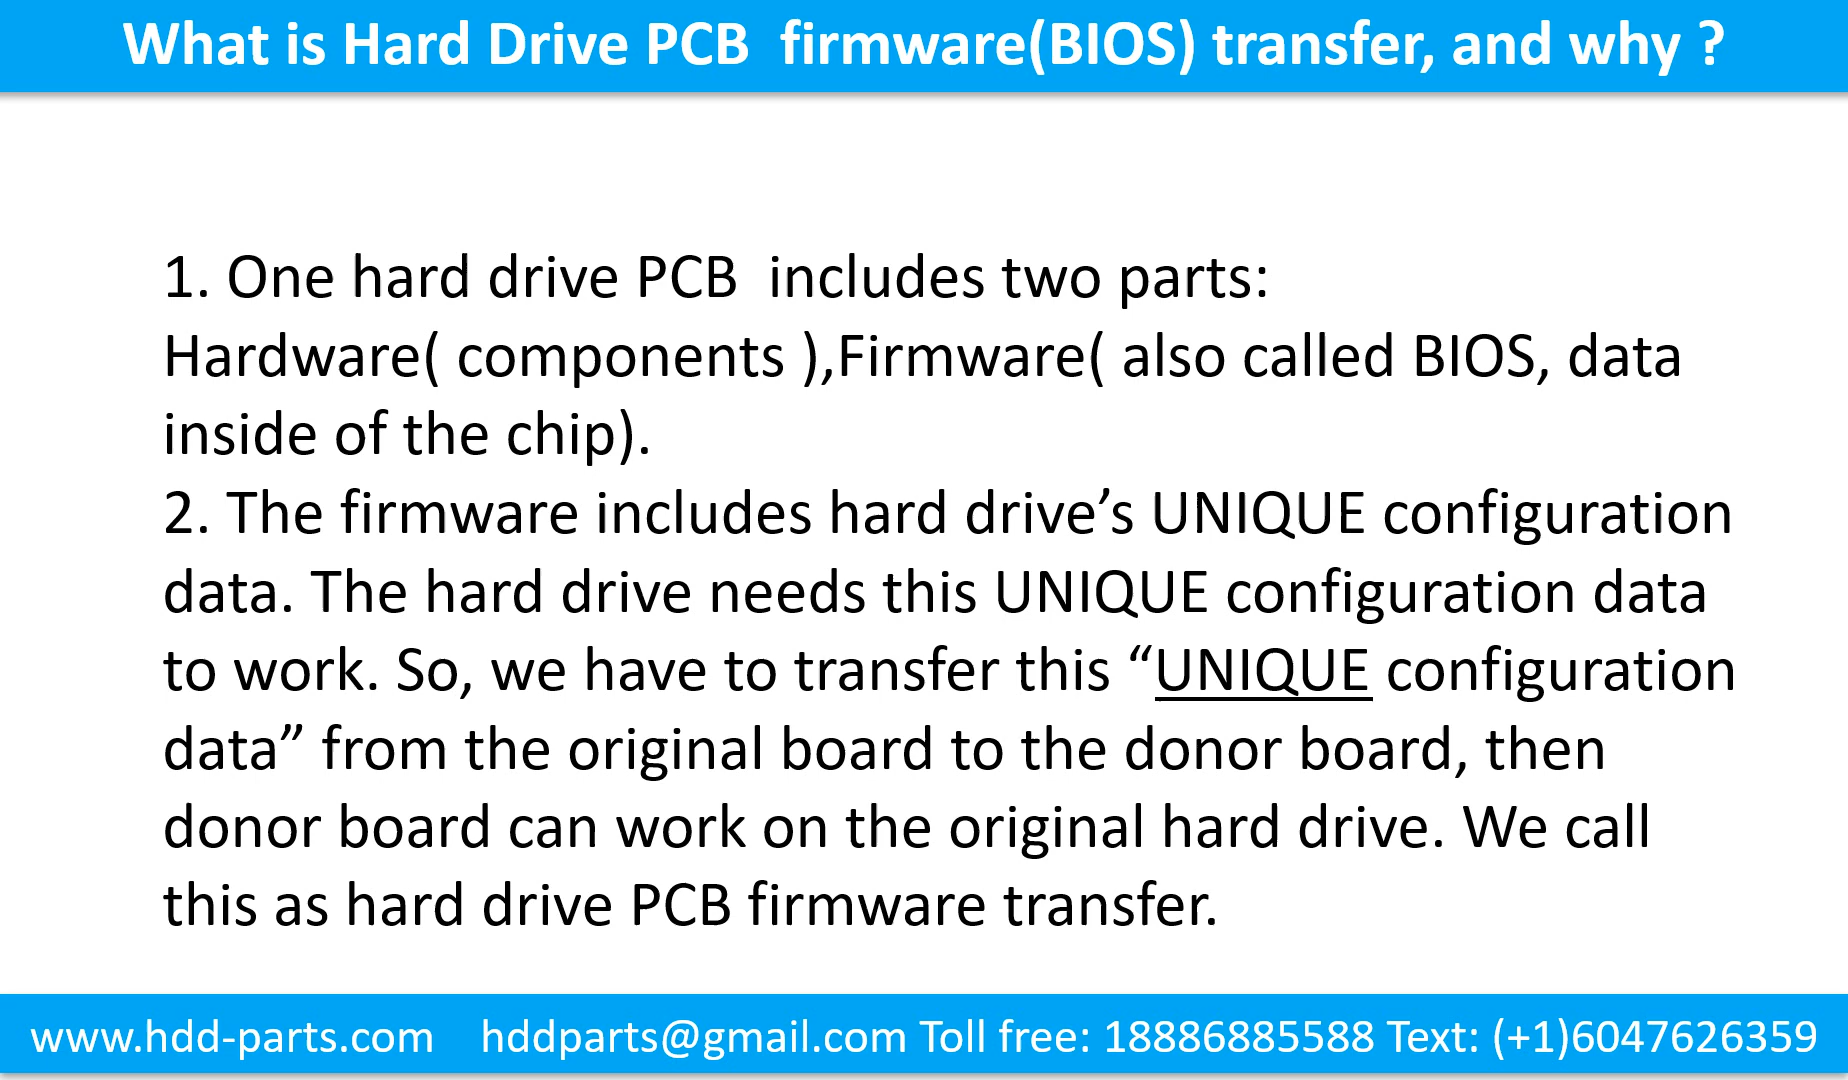 What is Hard Drive PCB  firmware(BIOS) transfer, and why ?
1. One hard drive PCB  includes two parts:
Hardware( components ),Firmware( also called BIOS, data
inside of the chip).
2. The firmware includes hard drive’s UNIQUE configuration
data. The hard drive needs this UNIQUE configuration data
to work. So, we have to transfer this “UNIQUE configuration
data” from the original board to the donor board, then
donor board can work on the original hard drive. We call
this as hard drive PCB firmware transfer.
www.hdd-parts.com    hddparts@gmail.com Toll free: 18886885588 Text: (+1)6047626359